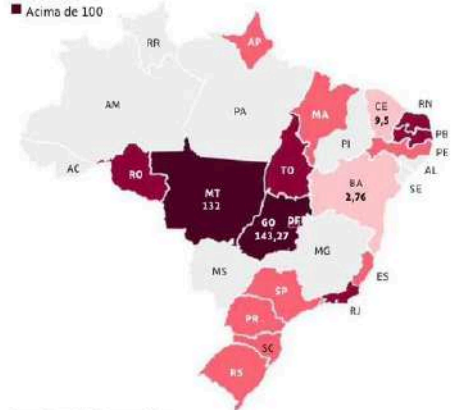 Acima de 100
RR
AP
AM
PA
MA
CE
9,5
RN
PB
PE
PI
AL
SE
AC
RO
TO
MT
132
BA
2,76
GO
143,27
DF
MG
MS
ES
SP
RJ
PR
SC
RS